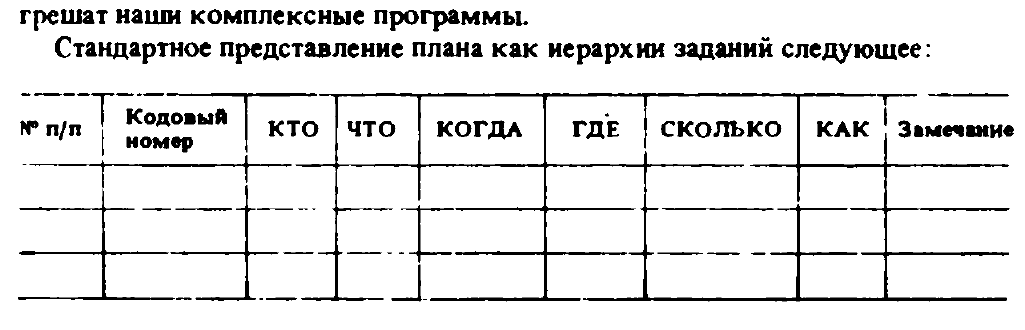 грешат наши комплексные программы.
Стандартное представление плана как иерархии заданий следующее:
№ п/п Кодовый номер КТО ЧТО КОГДА ГДЕ СКОЛЬКО КАК Замечание